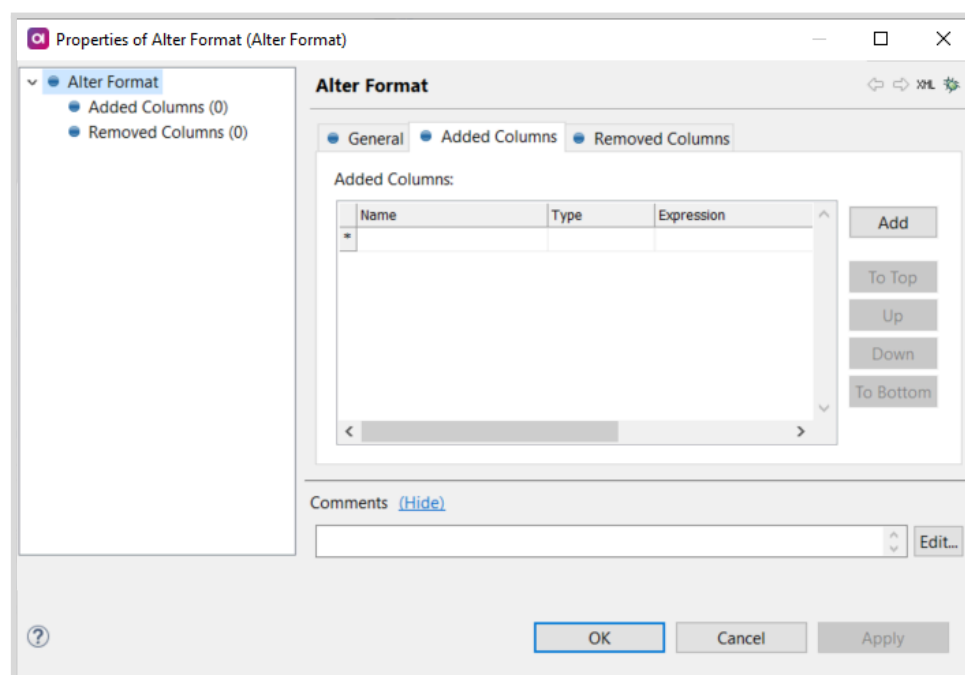 Properties of Alter Format (Alter Format)
Alter Format
Added Columns (0)
Removed Columns (0)
Alter Format
XML
General
Added Columns
Removed Columns
Added Columns:
Name Type Expression
*
Add
To Top
Up
Down
To Bottom
Comments (Hide)
Edit...
?
OK
Cancel
Apply